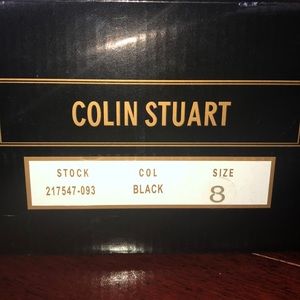 COLIN STUART
STOCK COL SIZE
217547-093 BLACK 8